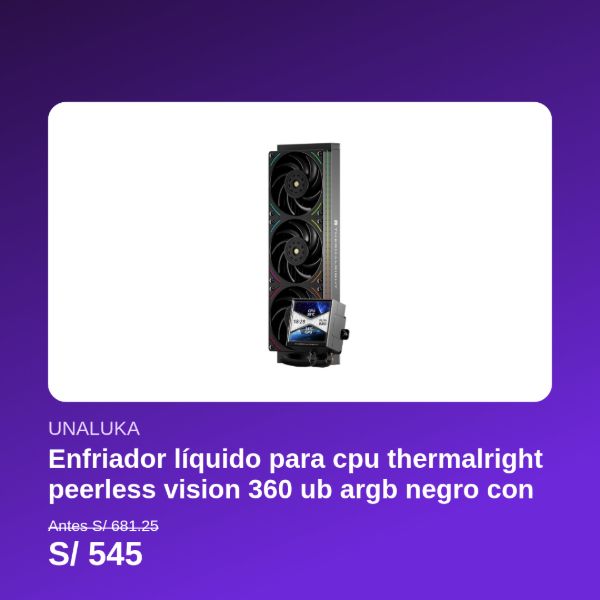 UNALUKA
Enfriador líquido para cpu thermalright
peerless vision 360 ub argb negro con
Antes S/ 681.25
S/ 545